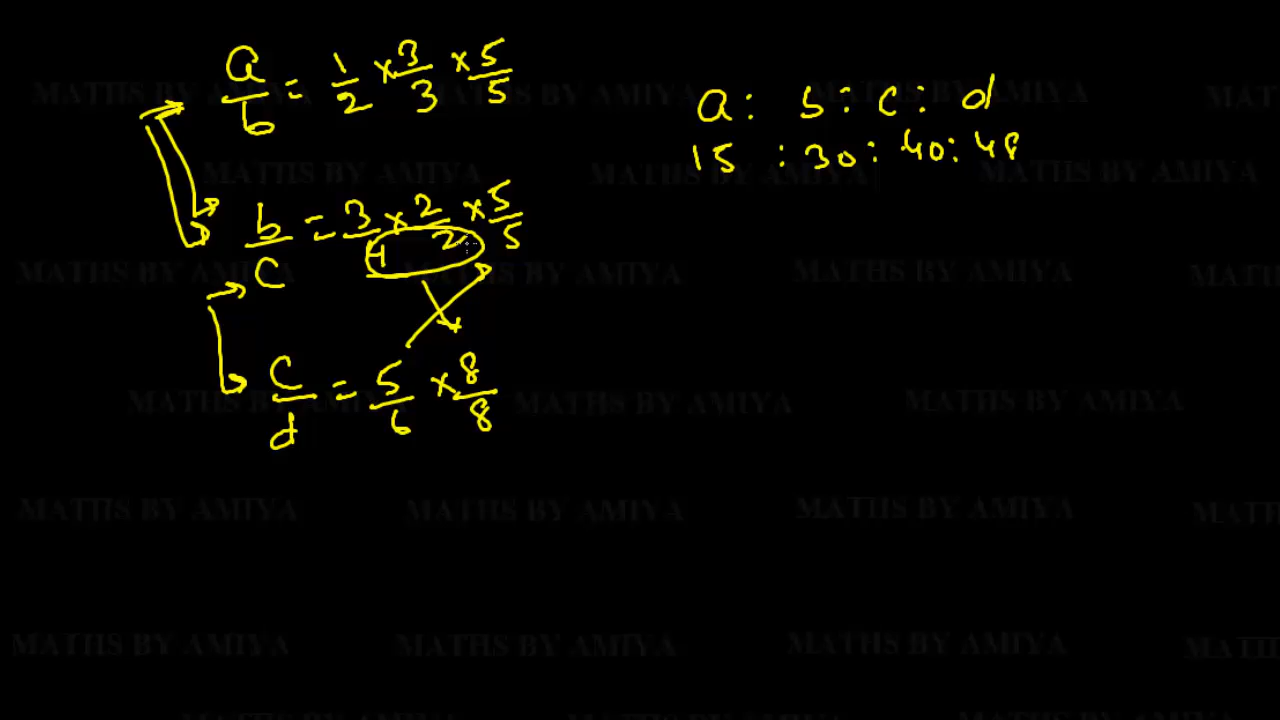 a/b = 1/2 × 3/3 × 5/5
b/c = 3/4 × 2/2 × 5/5
c/d = 5/6 × 8/8
a : b : c : d
15 : 30 : 40 : 48
MATHS BY AMIYA